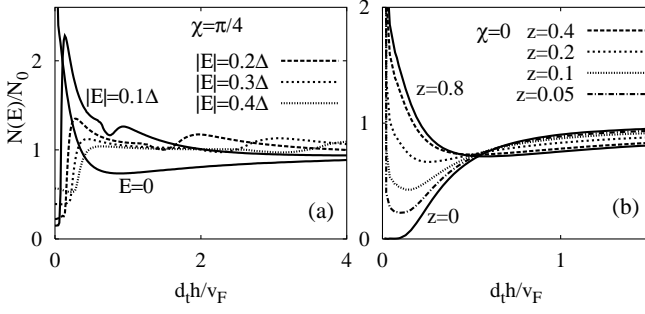 N(E)/N0
2
1
0
χ=π/4
|E|=0.1Δ
|E|=0.2Δ
|E|=0.3Δ
|E|=0.4Δ
E=0
(a)
0 2 4
dth/vF
2
1
0
χ=0
z=0.4
z=0.2
z=0.1
z=0.05
z=0.8
z=0
(b)
1
dth/vF